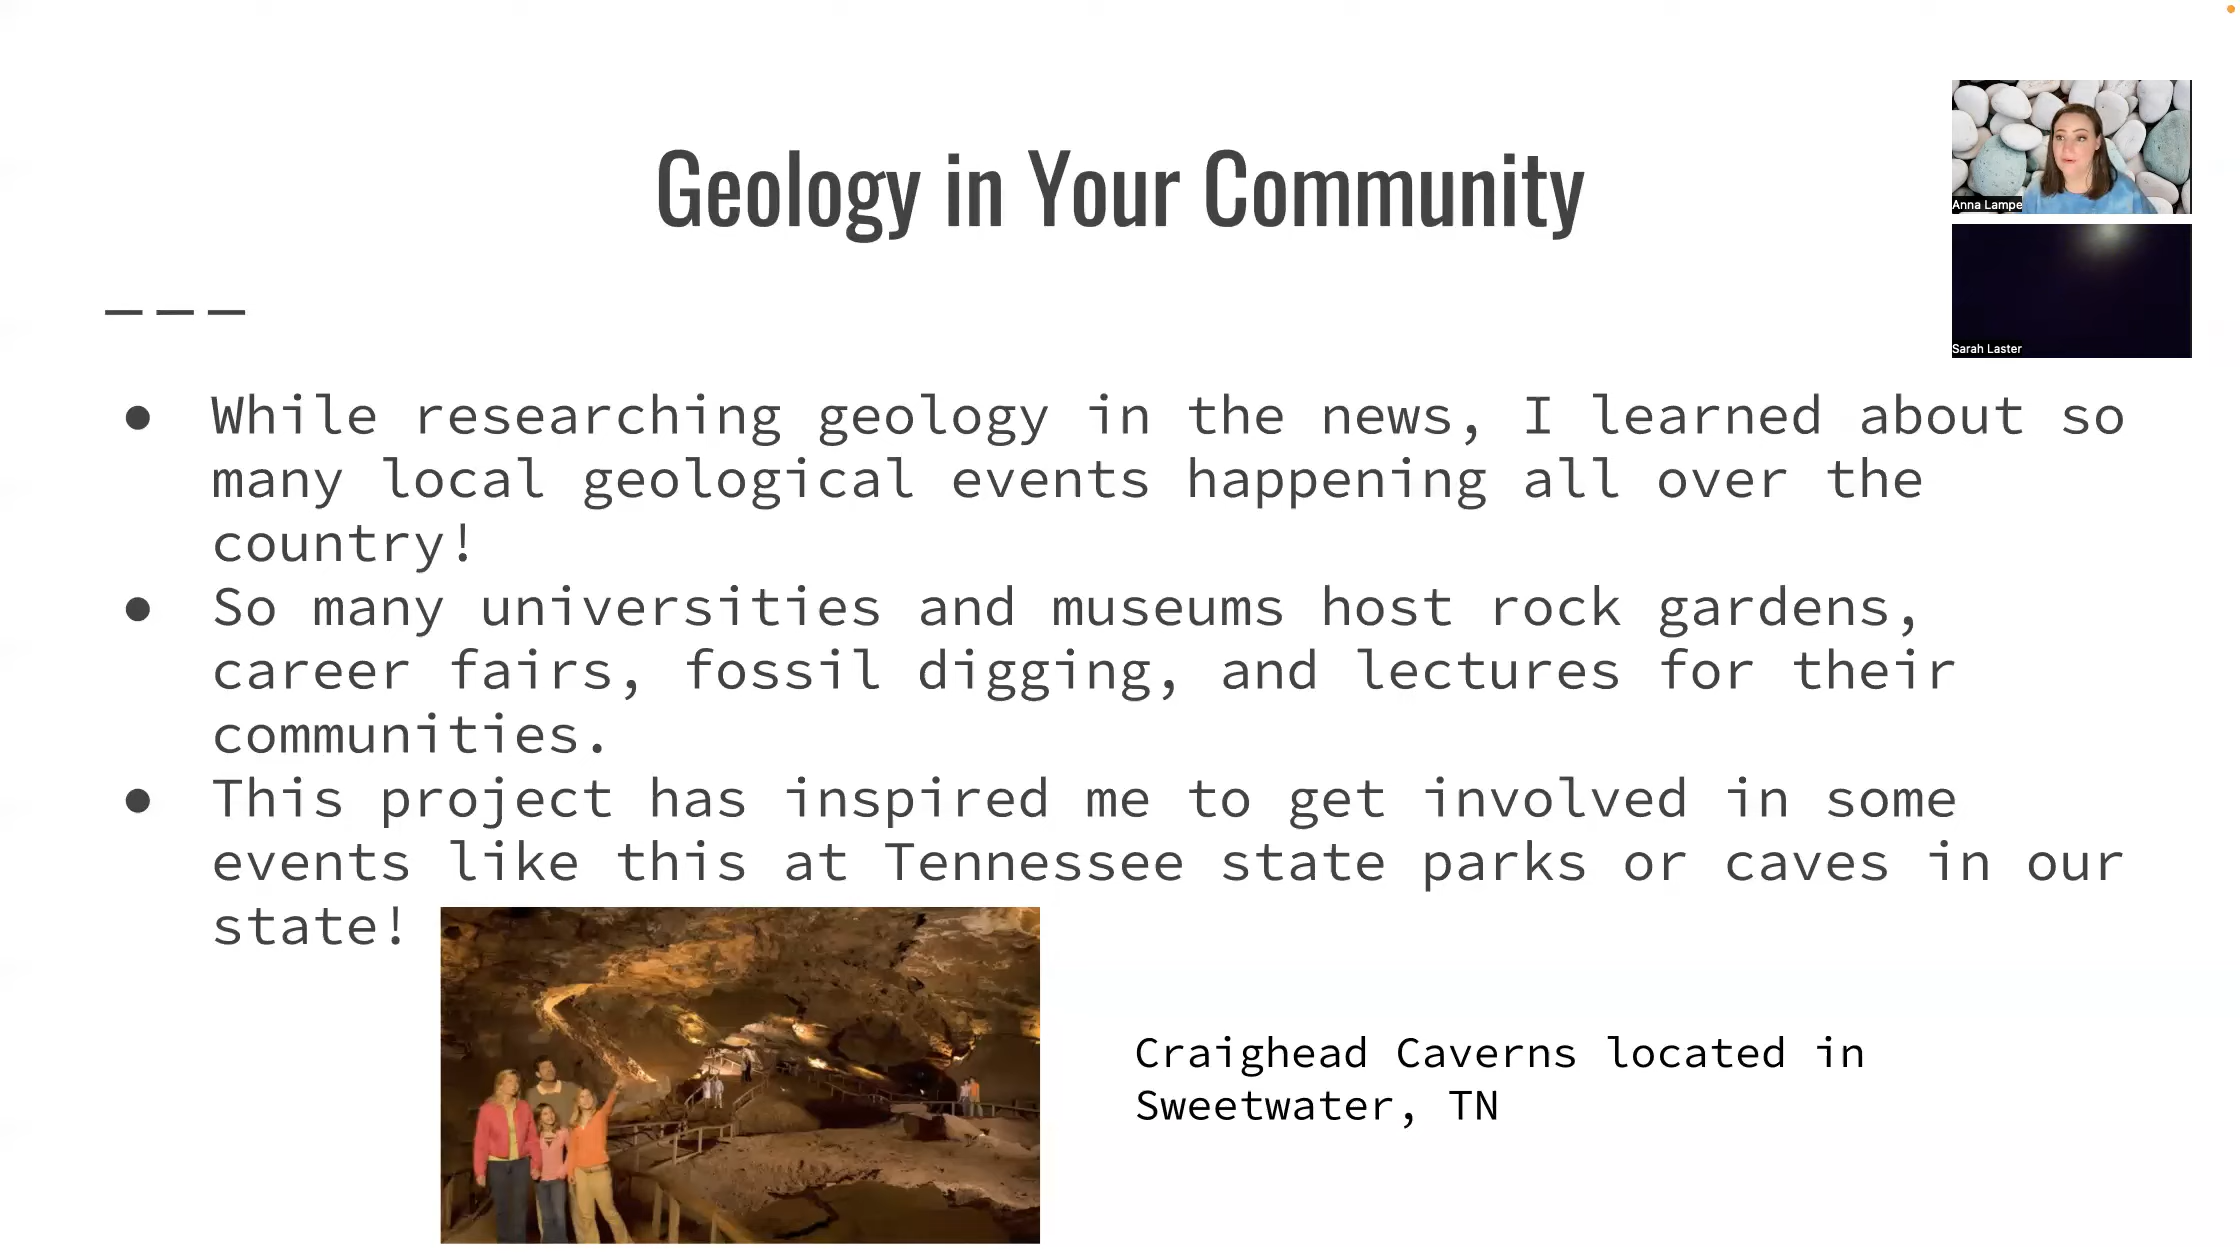 Geology in Your Community
Anna Lampe
Sarah Laster
● While researching geology in the news, I learned about so
many local geological events happening all over the
country!
● So many universities and museums host rock gardens,
career fairs, fossil digging, and lectures for their
communities.
● This project has inspired me to get involved in some
events like this at Tennessee state parks or caves in our
state!
Craighead Caverns located in
Sweetwater, TN